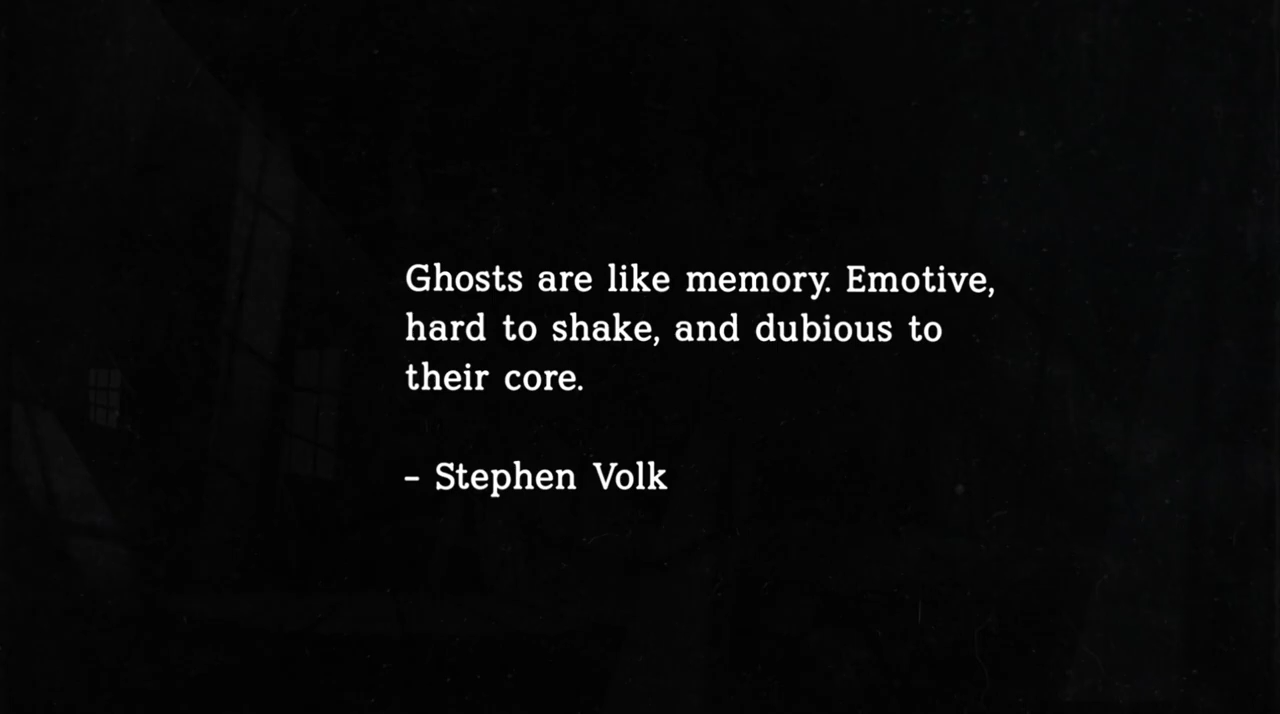 Ghosts are like memory. Emotive,
hard to shake, and dubious to
their core.
– Stephen Volk